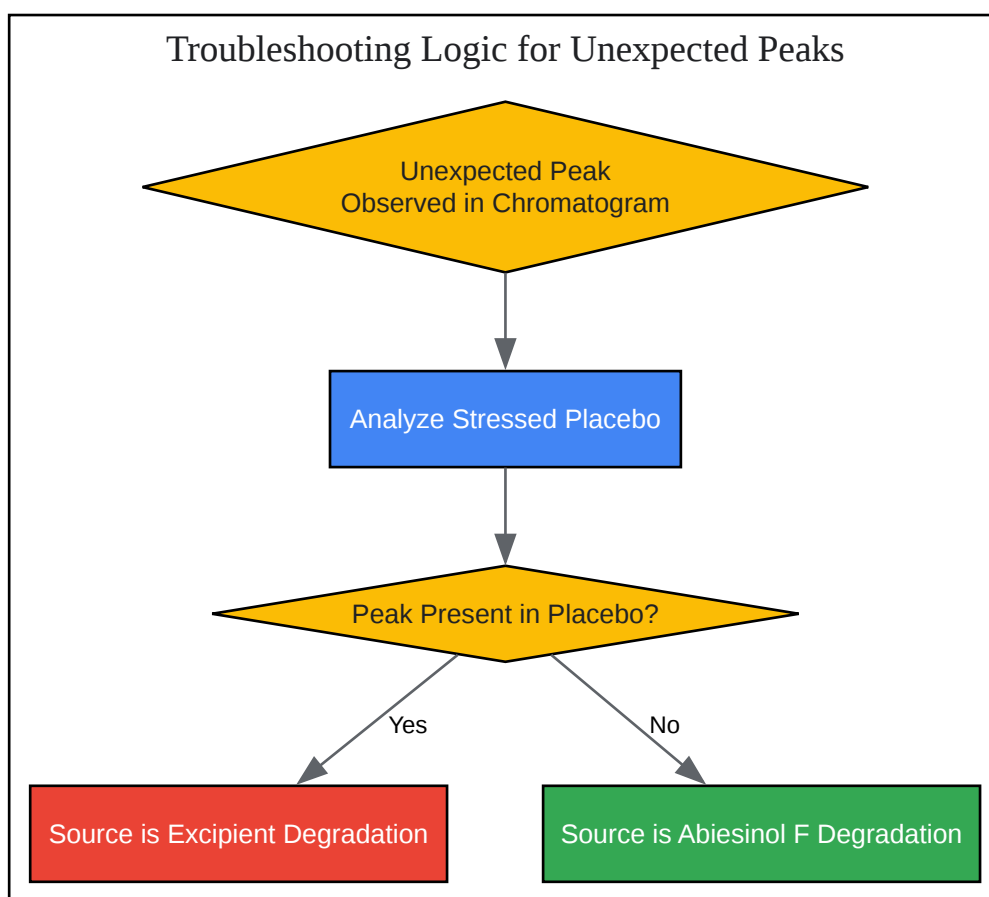 Troubleshooting Logic for Unexpected Peaks
Unexpected Peak
Observed in Chromatogram
Analyze Stressed Placebo
Peak Present in Placebo?
Yes
No
Source is Excipient Degradation
Source is Abiesinol F Degradation